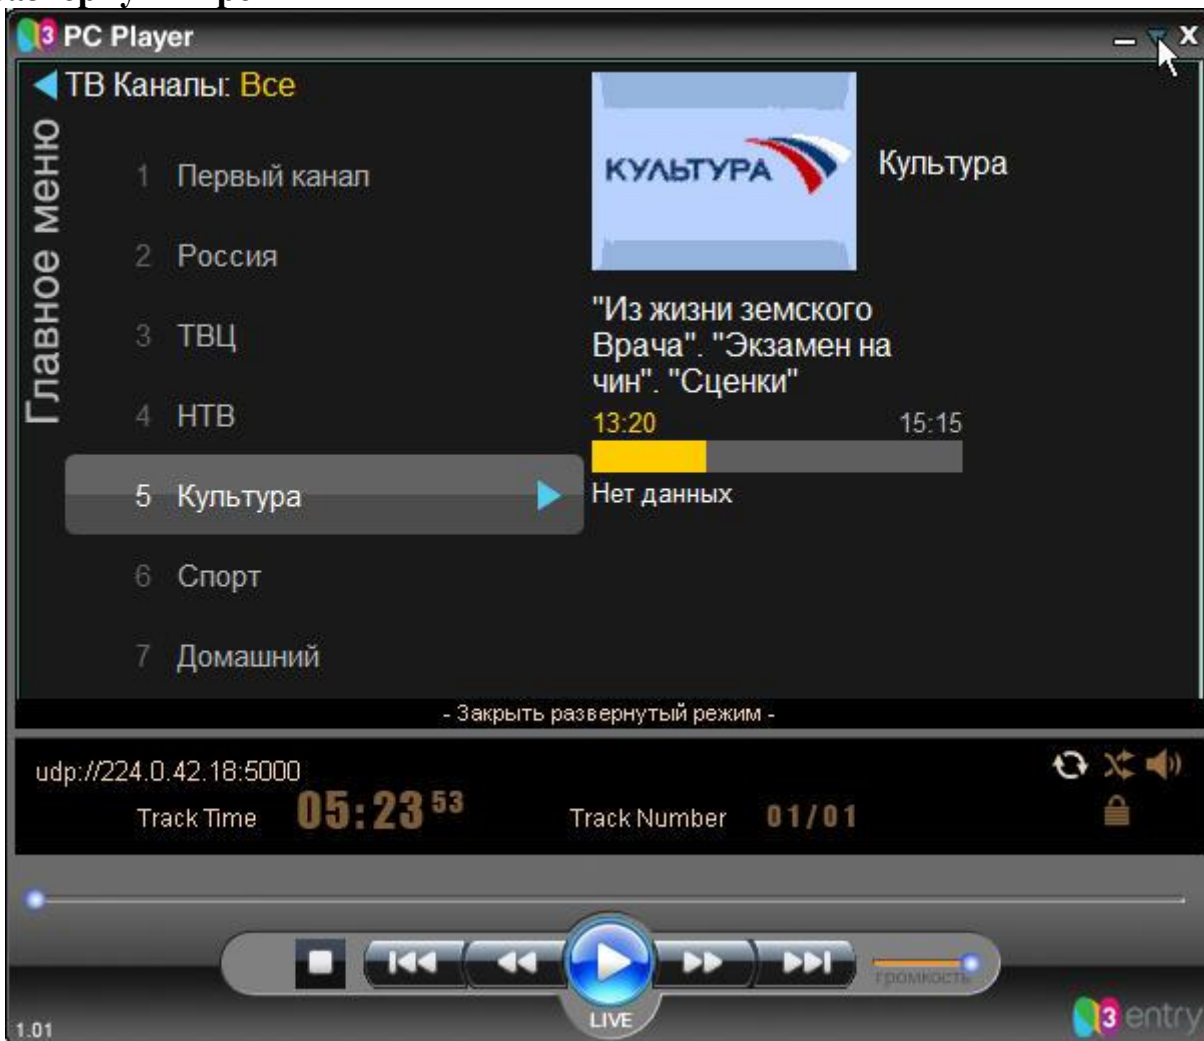 3 PC Player
ТВ Каналы: Все
Главное меню
1 Первый канал
2 Россия
3 ТВЦ
4 НТВ
5 Культура
6 Спорт
7 Домашний
КУЛЬТУРА
Культура
"Из жизни земского
Врача". "Экзамен на
чин". "Сценки"
13:20 15:15
Нет данных
- Закрыть развернутый режим -
udp://224.0.42.18:5000
Track Time 05:23 53 Track Number 01/01
громкость
LIVE
1.01
3 entry